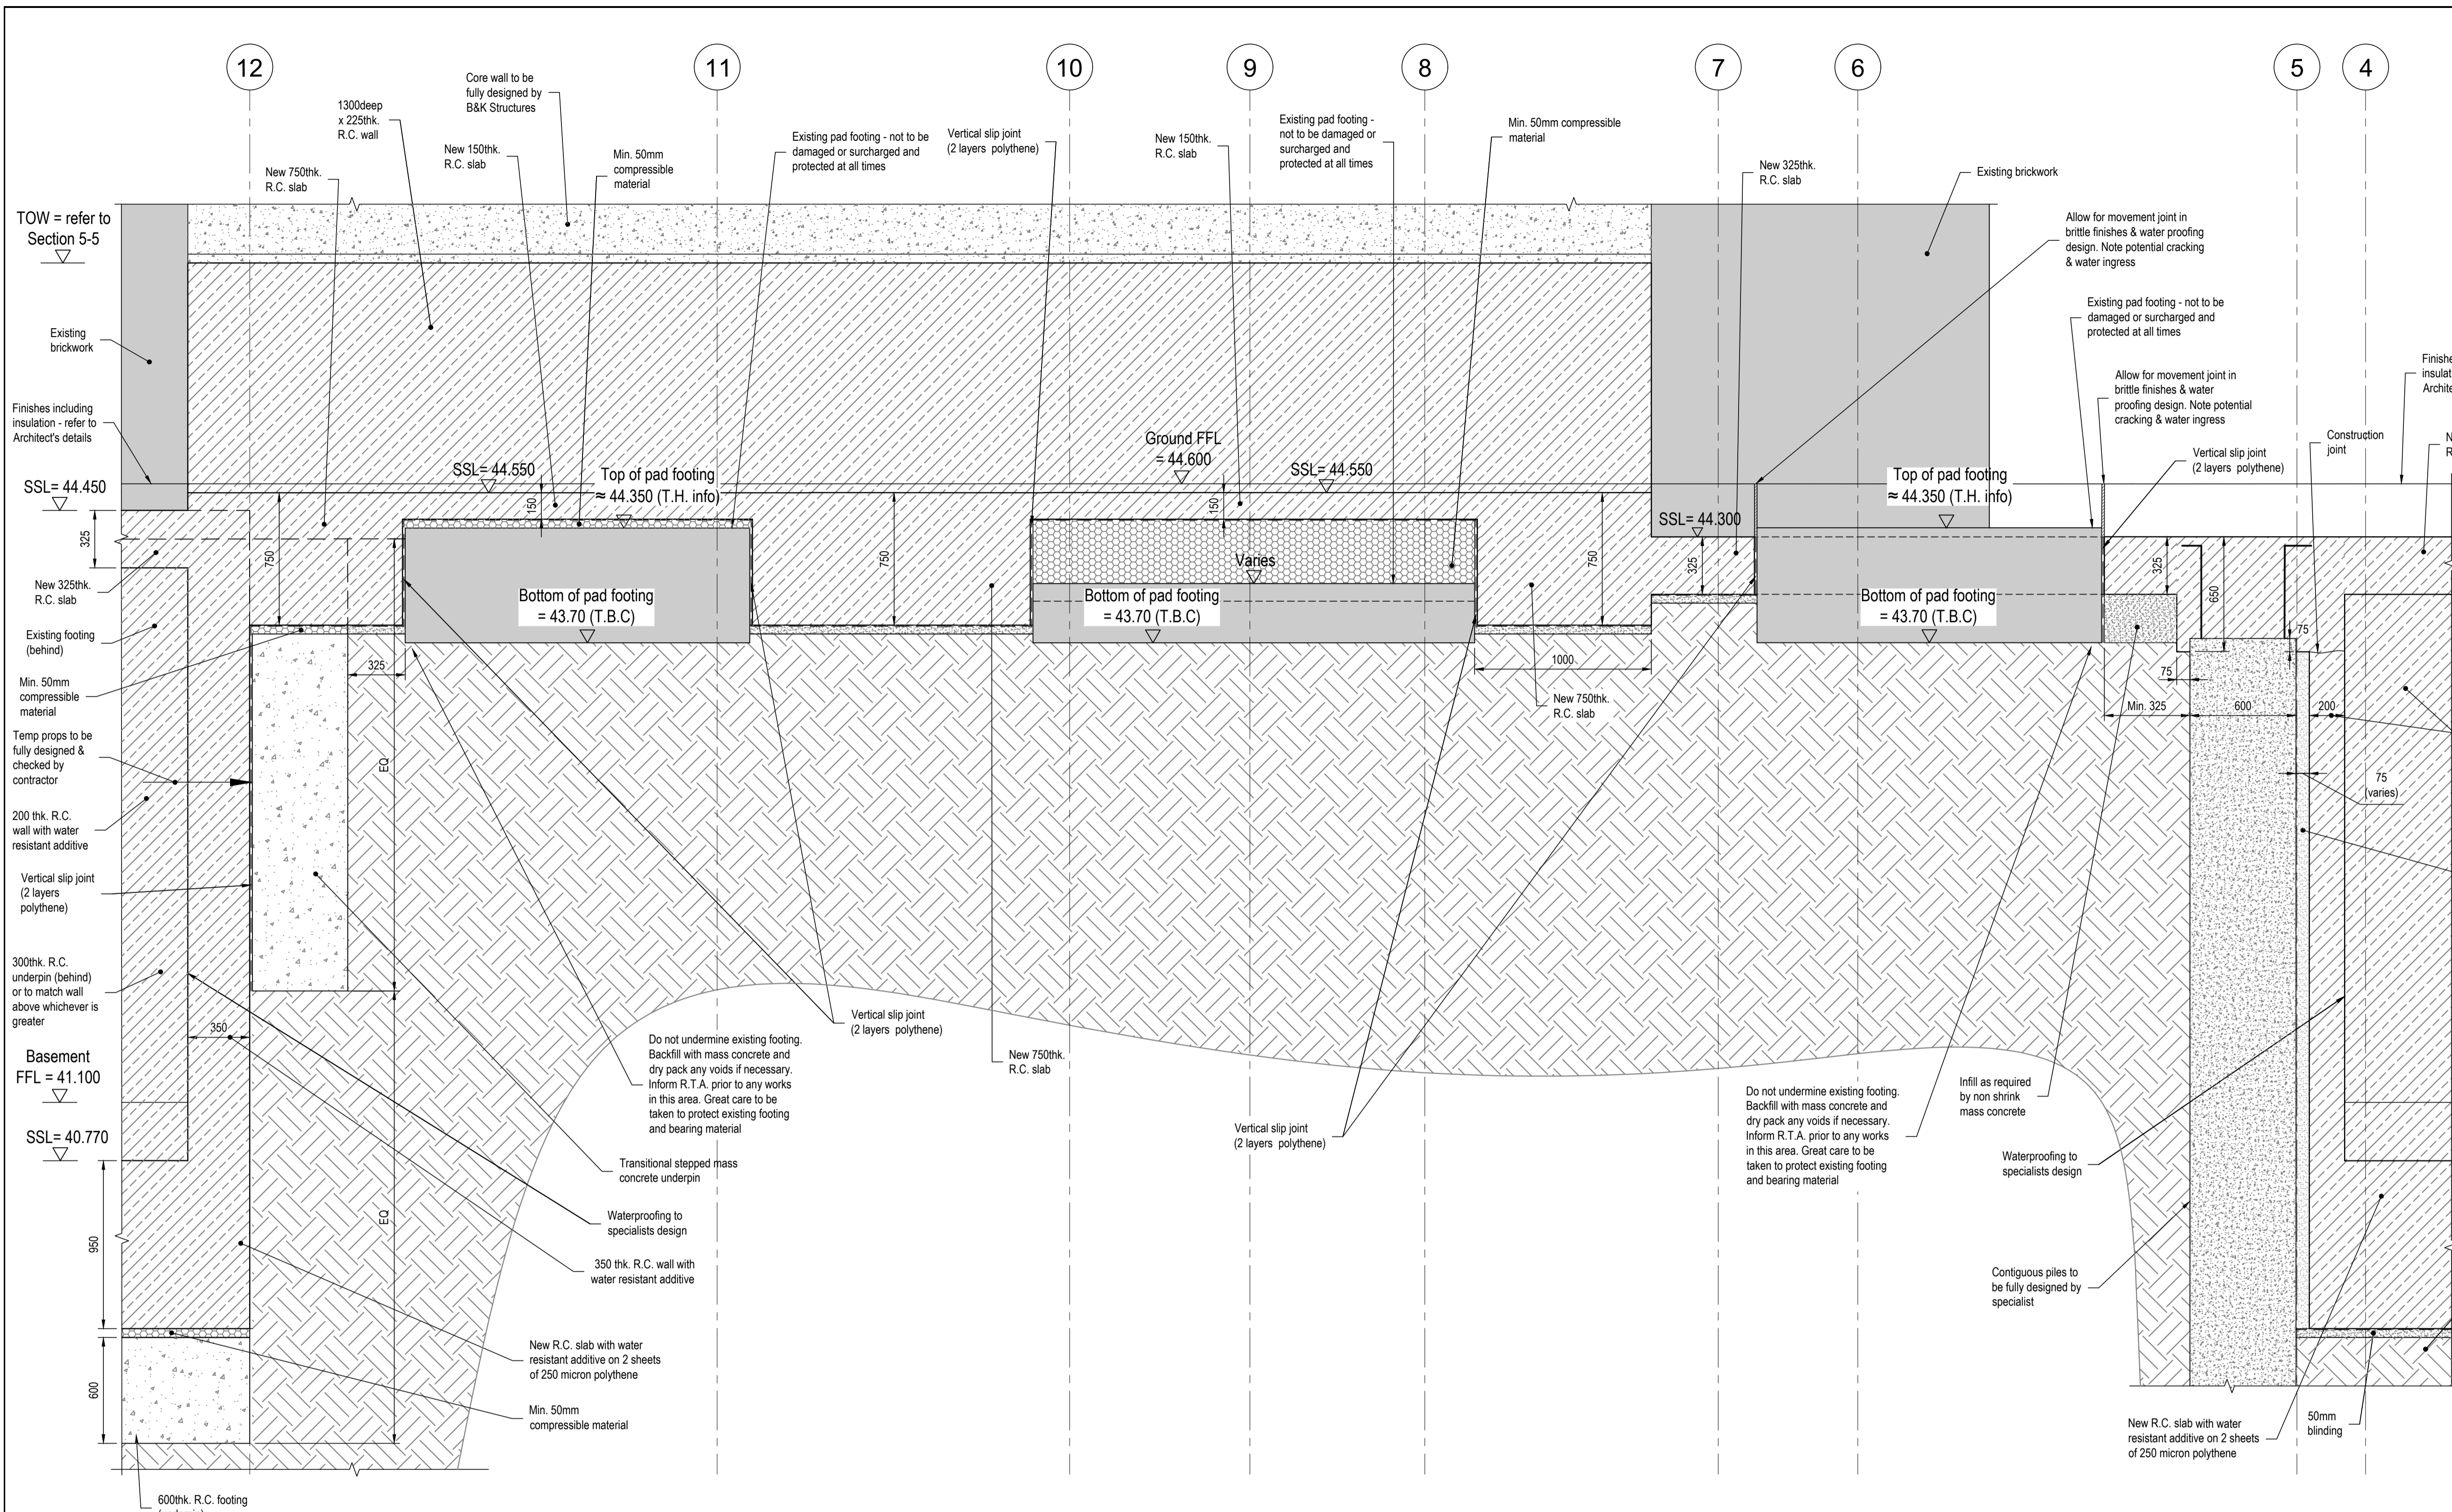 12
11
10
9
8
7
6
5
4
Core wall to be
fully designed by
B&K Structures
1300deep
x 225thk.
R.C. wall
New 150thk.
R.C. slab
New 750thk.
R.C. slab
Min. 50mm
compressible
material
Existing pad footing - not to be
damaged or surcharged and
protected at all times
Vertical slip joint
(2 layers polythene)
New 150thk.
R.C. slab
Existing pad footing -
not to be damaged or
surcharged and
protected at all times
Min. 50mm compressible
material
New 325thk.
R.C. slab
Existing brickwork
Allow for movement joint in
brittle finishes & water proofing
design. Note potential cracking
& water ingress
Existing pad footing - not to be
damaged or surcharged and
protected at all times
Allow for movement joint in
brittle finishes & water
proofing design. Note potential
cracking & water ingress
Vertical slip joint
(2 layers polythene)
Construction
joint
TOW = refer to
Section 5-5
Existing
brickwork
Finishes including
insulation - refer to
Architect's details
SSL= 44.450
325
New 325thk.
R.C. slab
Existing footing
(behind)
Min. 50mm
compressible
material
Temp props to be
fully designed &
checked by
contractor
200 thk. R.C.
wall with water
resistant additive
Vertical slip joint
(2 layers
polythene)
300thk. R.C.
underpin (behind)
or to match wall
above whichever is
greater
350
Basement
FFL = 41.100
SSL= 40.770
950
600
600thk. R.C. footing
SSL= 44.550
150
Top of pad footing
≈ 44.350 (T.H. info)
750
Bottom of pad footing
= 43.70 (T.B.C)
325
EQ
EQ
750
Ground FFL
= 44.600
150
SSL= 44.550
Varies
Bottom of pad footing
= 43.70 (T.B.C)
750
1000
New 750thk.
R.C. slab
SSL= 44.300
325
Top of pad footing
≈ 44.350 (T.H. info)
Bottom of pad footing
= 43.70 (T.B.C)
325
650
75
75
Min. 325
600
200
75
(varies)
Vertical slip joint
(2 layers polythene)
Do not undermine existing footing.
Backfill with mass concrete and
dry pack any voids if necessary.
Inform R.T.A. prior to any works
in this area. Great care to be
taken to protect existing footing
and bearing material
New 750thk.
R.C. slab
Transitional stepped mass
concrete underpin
Waterproofing to
specialists design
350 thk. R.C. wall with
water resistant additive
New R.C. slab with water
resistant additive on 2 sheets
of 250 micron polythene
Min. 50mm
compressible material
Vertical slip joint
(2 layers polythene)
Do not undermine existing footing.
Backfill with mass concrete and
dry pack any voids if necessary.
Inform R.T.A. prior to any works
in this area. Great care to be
taken to protect existing footing
and bearing material
Infill as required
by non shrink
mass concrete
Waterproofing to
specialists design
Contiguous piles to
be fully designed by
specialist
New R.C. slab with water
resistant additive on 2 sheets
of 250 micron polythene
50mm
blinding